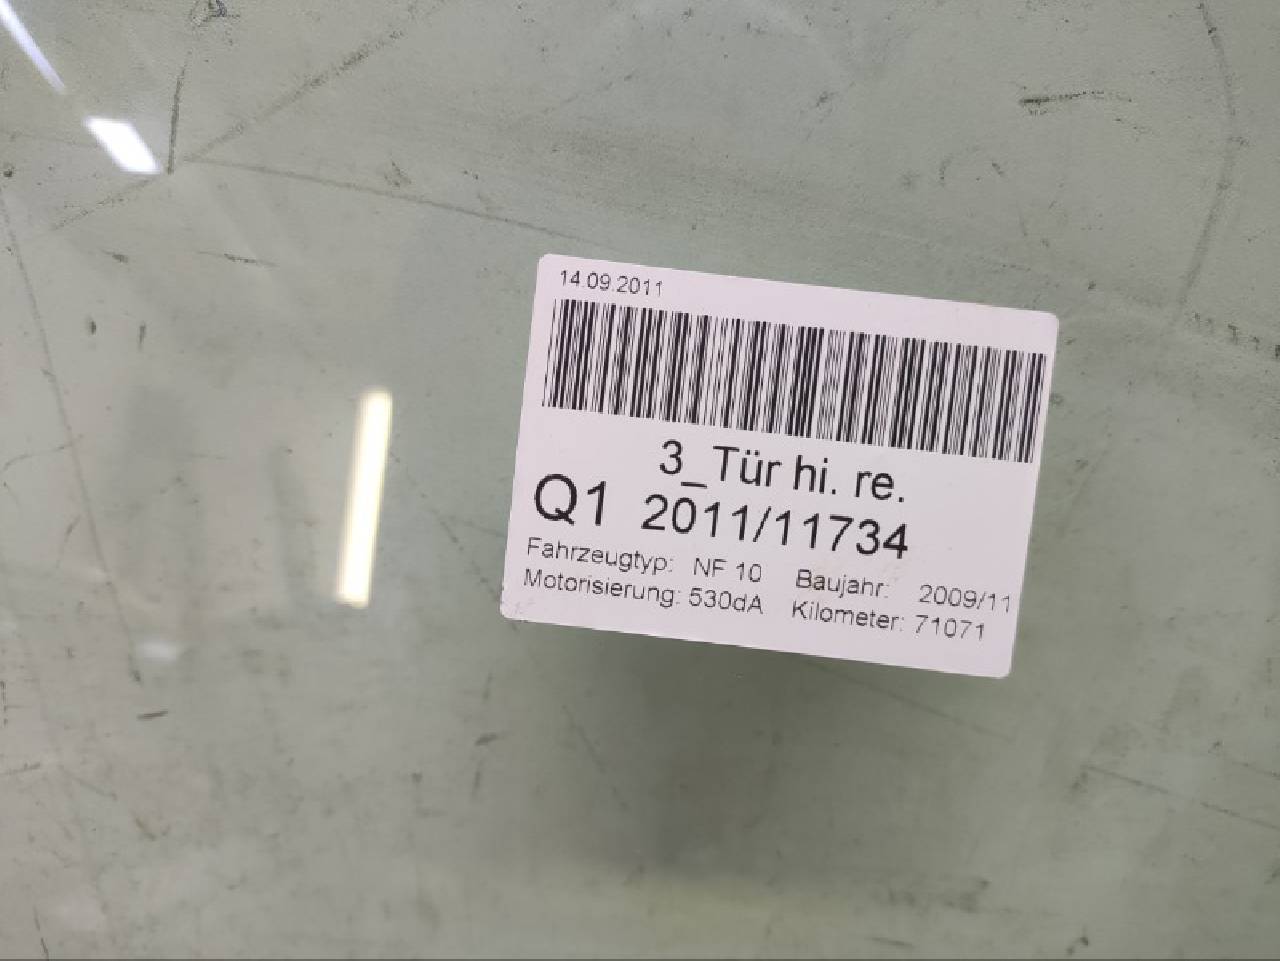 14.09.2011
3_Tür hi. re.
Q1 2011/11734
Fahrzeugtyp: NF 10 Baujahr: 2009/11
Motorisierung: 530dA Kilometer: 71071